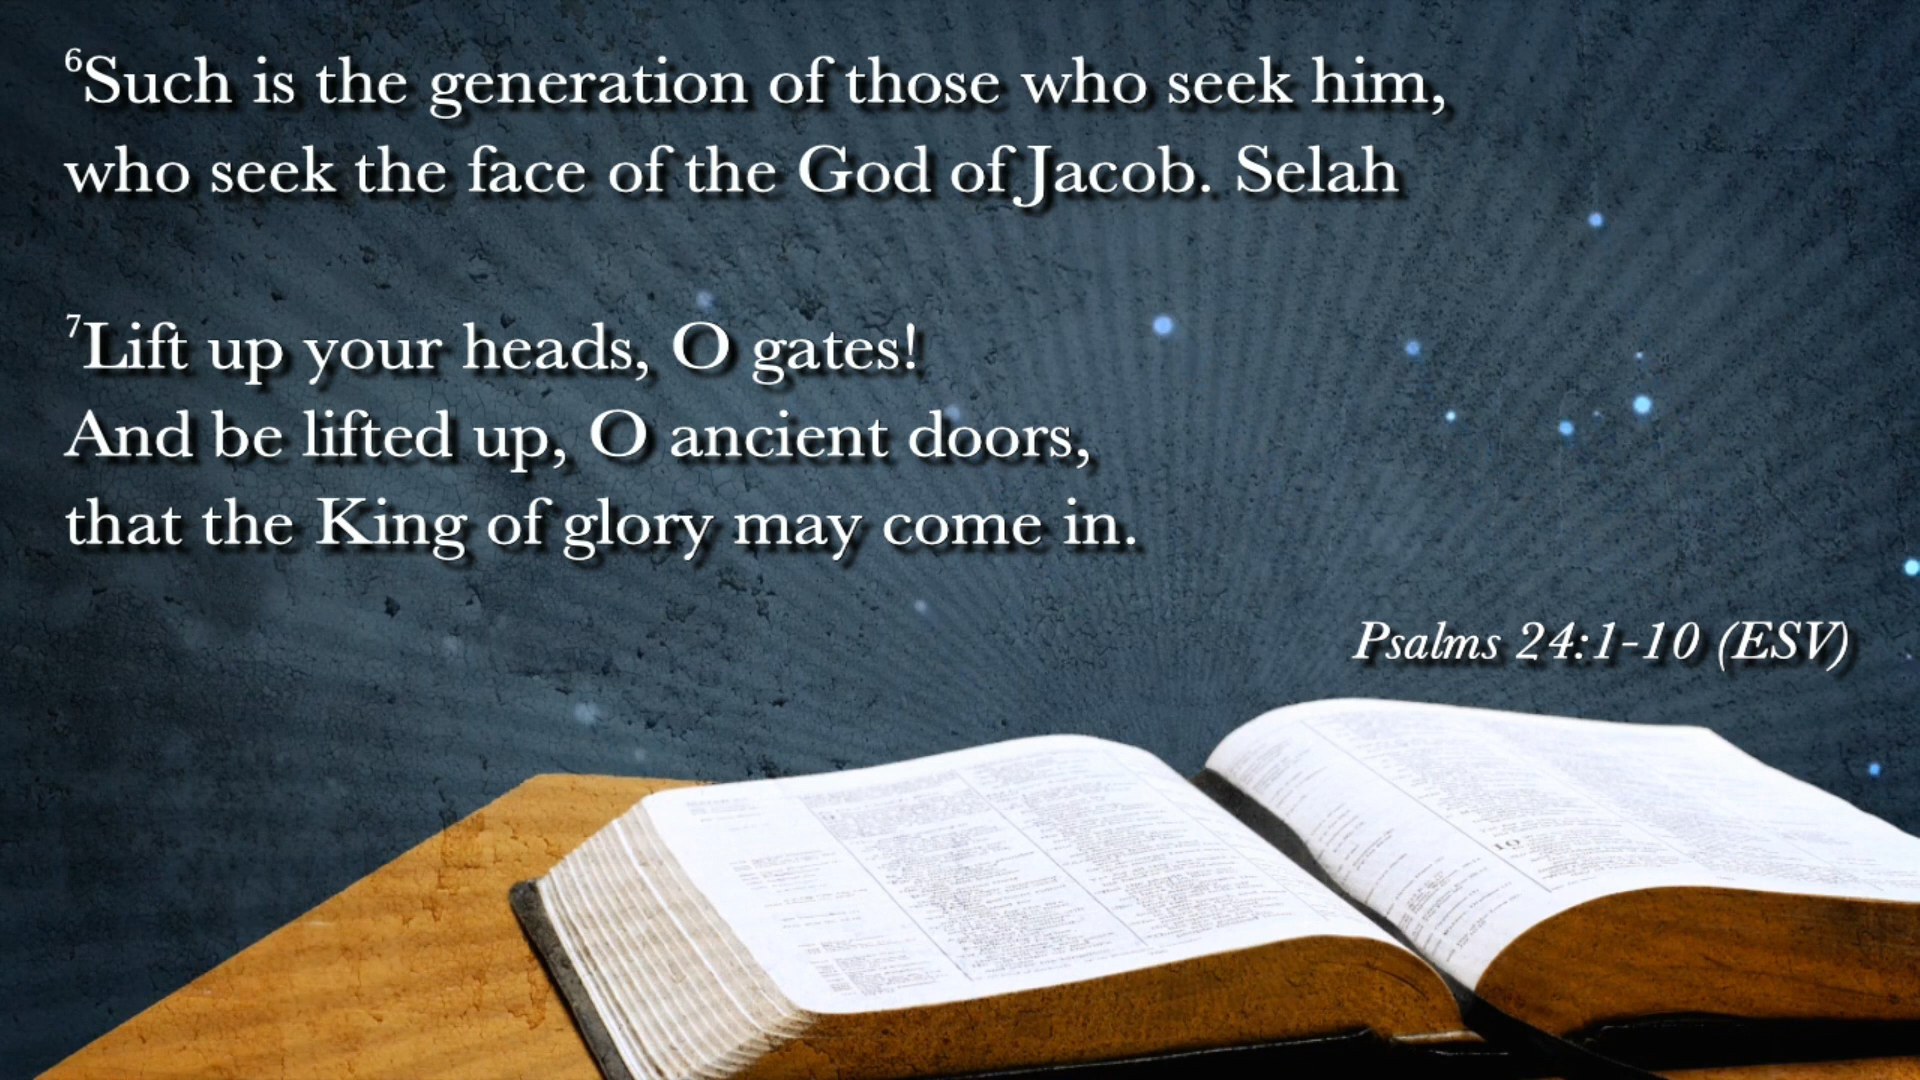 ⁶Such is the generation of those who seek him,
who seek the face of the God of Jacob. Selah
⁷Lift up your heads, O gates!
And be lifted up, O ancient doors,
that the King of glory may come in.
Psalms 24:1-10 (ESV)
10